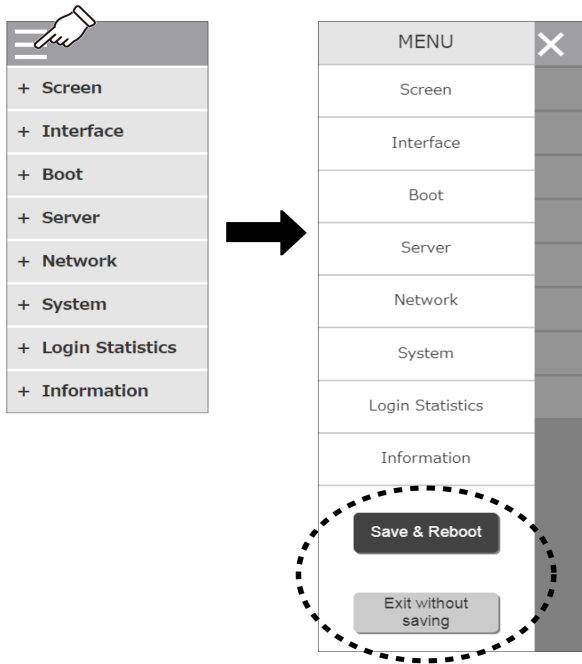 + Screen
+ Interface
+ Boot
+ Server
+ Network
+ System
+ Login Statistics
+ Information
MENU
Screen
Interface
Boot
Server
Network
System
Login Statistics
Information
Save & Reboot
Exit without
saving